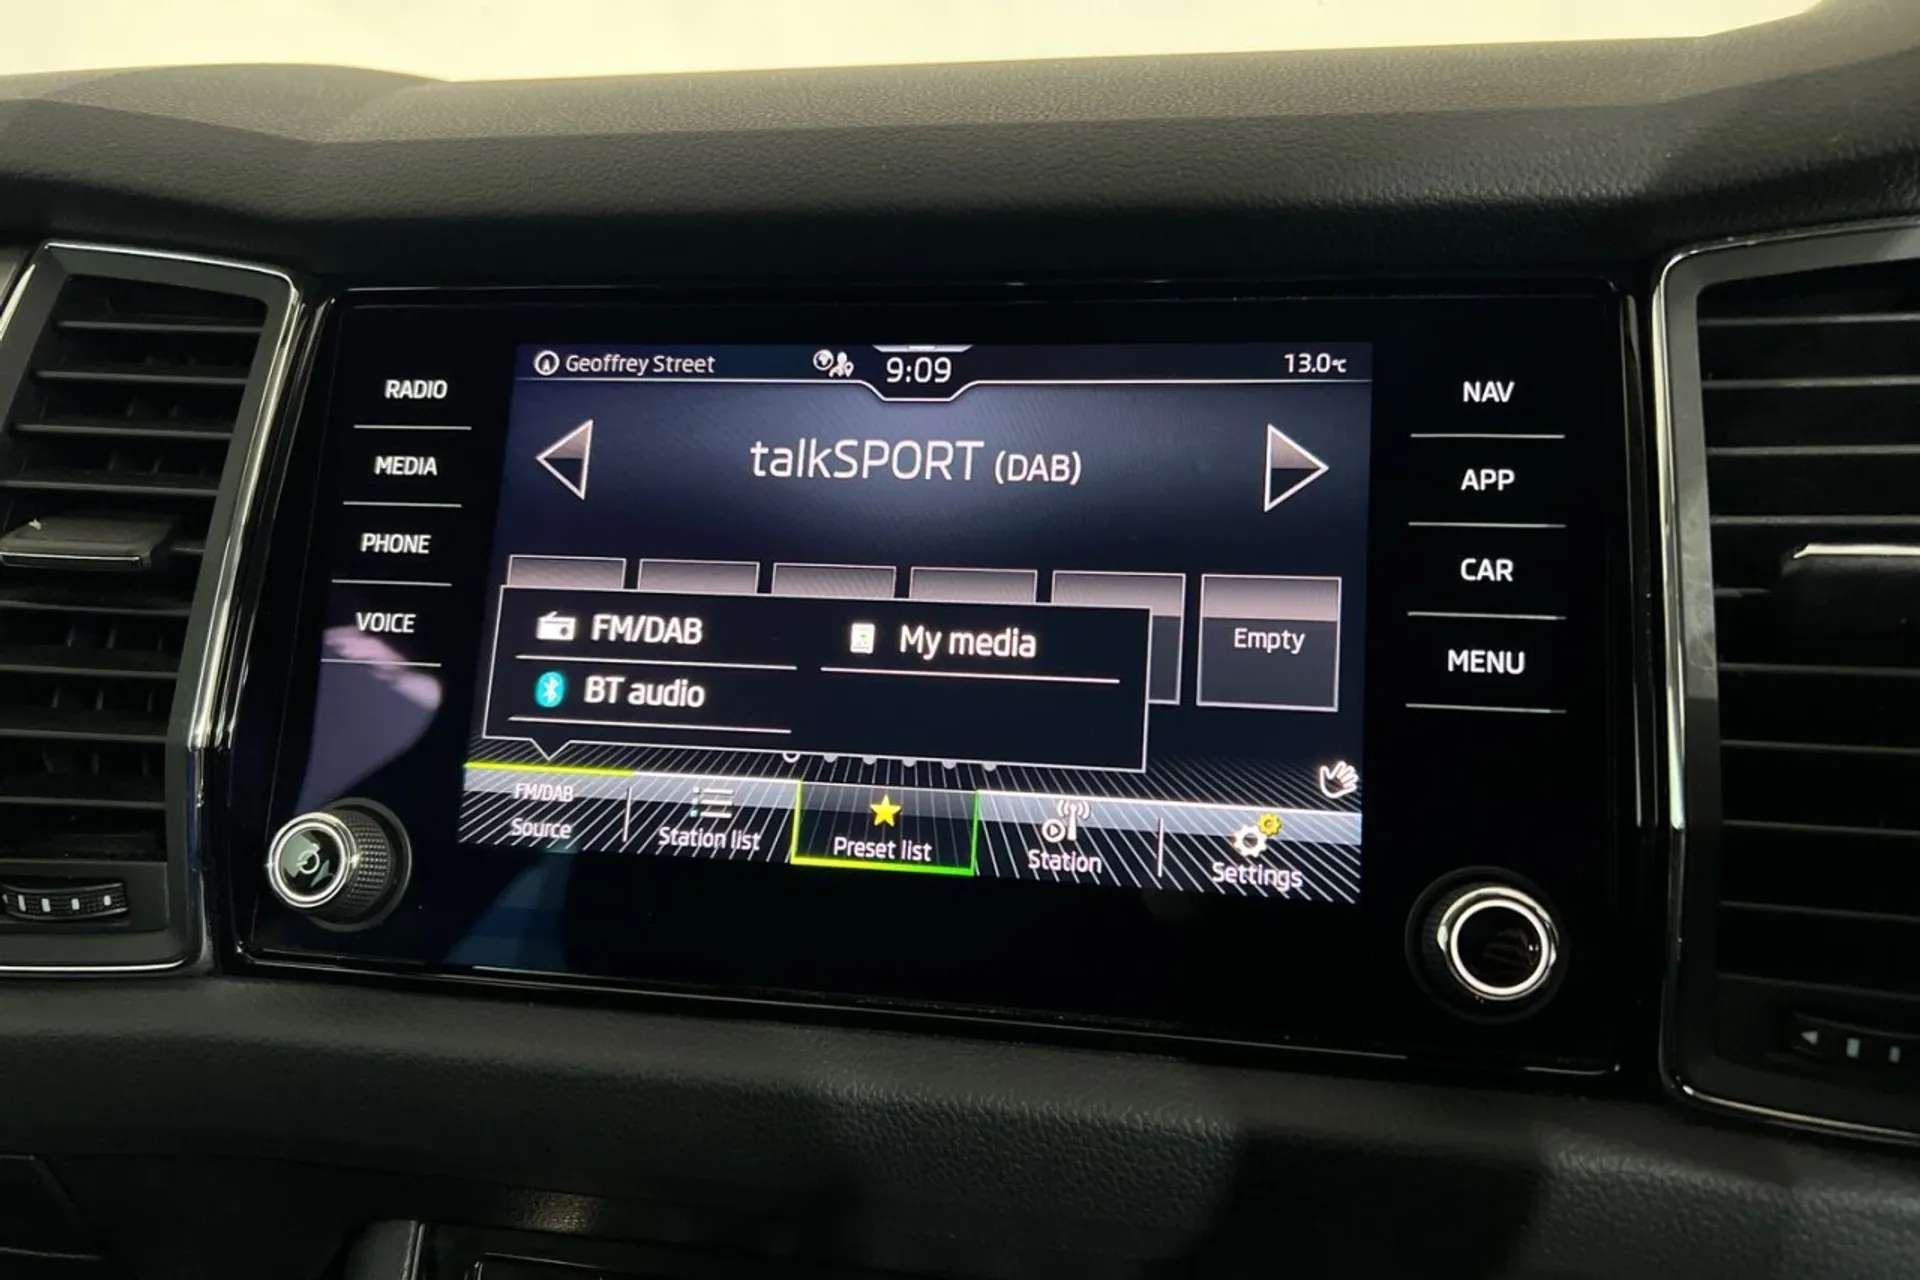 RADIO
MEDIA
PHONE
VOICE
Geoffrey Street
9:09
13.0°C
talkSPORT (DAB)
FM/DAB
My media
BT audio
Empty
FM/DAB
Source
Station list
Preset list
Station
Settings
NAV
APP
CAR
MENU